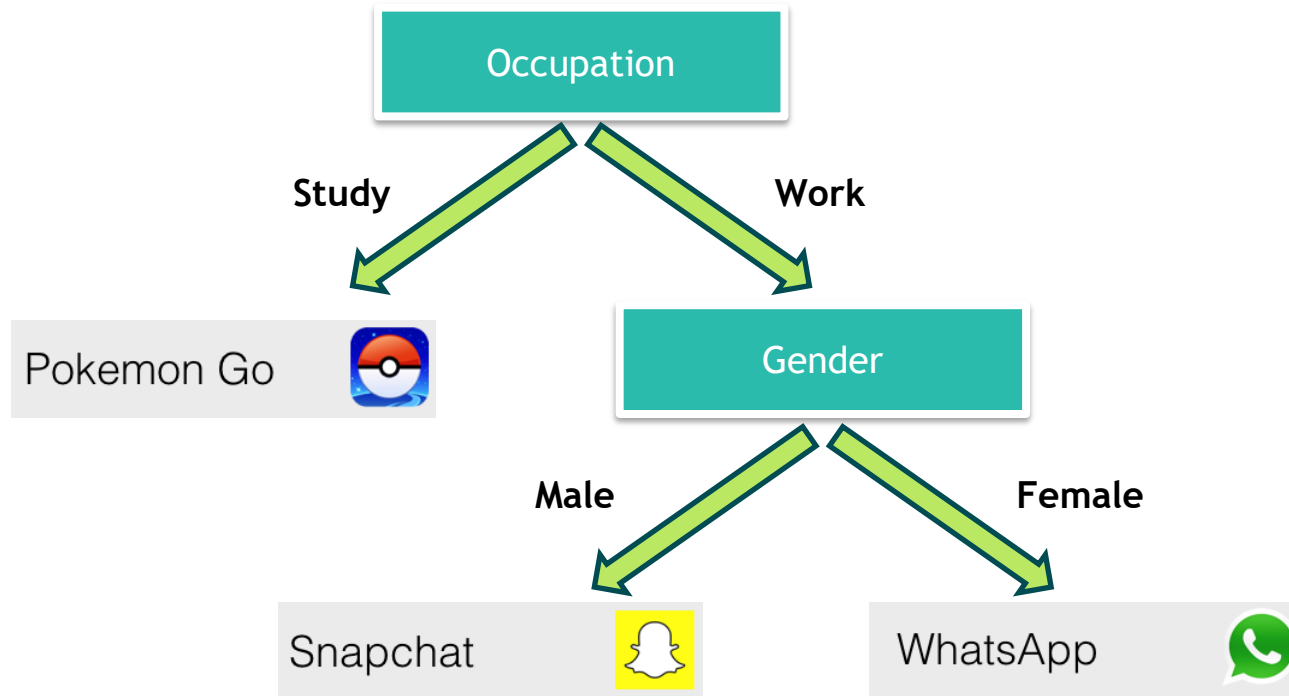 Occupation
Study
Work
Pokemon Go
Gender
Male
Female
Snapchat
WhatsApp